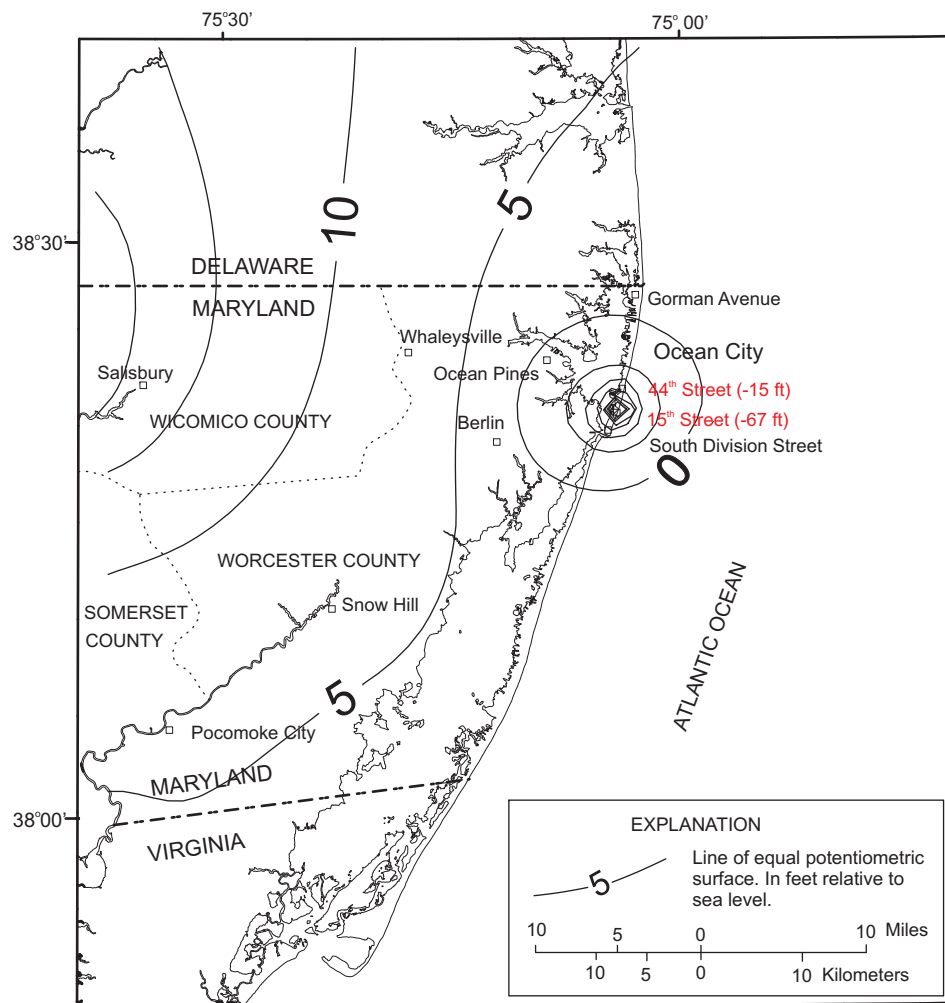 75°30'
75°00'
10
5
38°30'
DELAWARE
MARYLAND
Gorman Avenue
Whaleysville
Ocean City
Salisbury
Ocean Pines
44th Street (-15 ft)
WICOMICO COUNTY
Berlin
15th Street (-67 ft)
South Division Street
0
WORCESTER COUNTY
SOMERSET
COUNTY
Snow Hill
ATLANTIC OCEAN
5
Pocomoke City
MARYLAND
38°00'
VIRGINIA
EXPLANATION
5
Line of equal potentiometric
surface. In feet relative to
sea level.
10 5 0 10 Miles
10 5 0 10 Kilometers